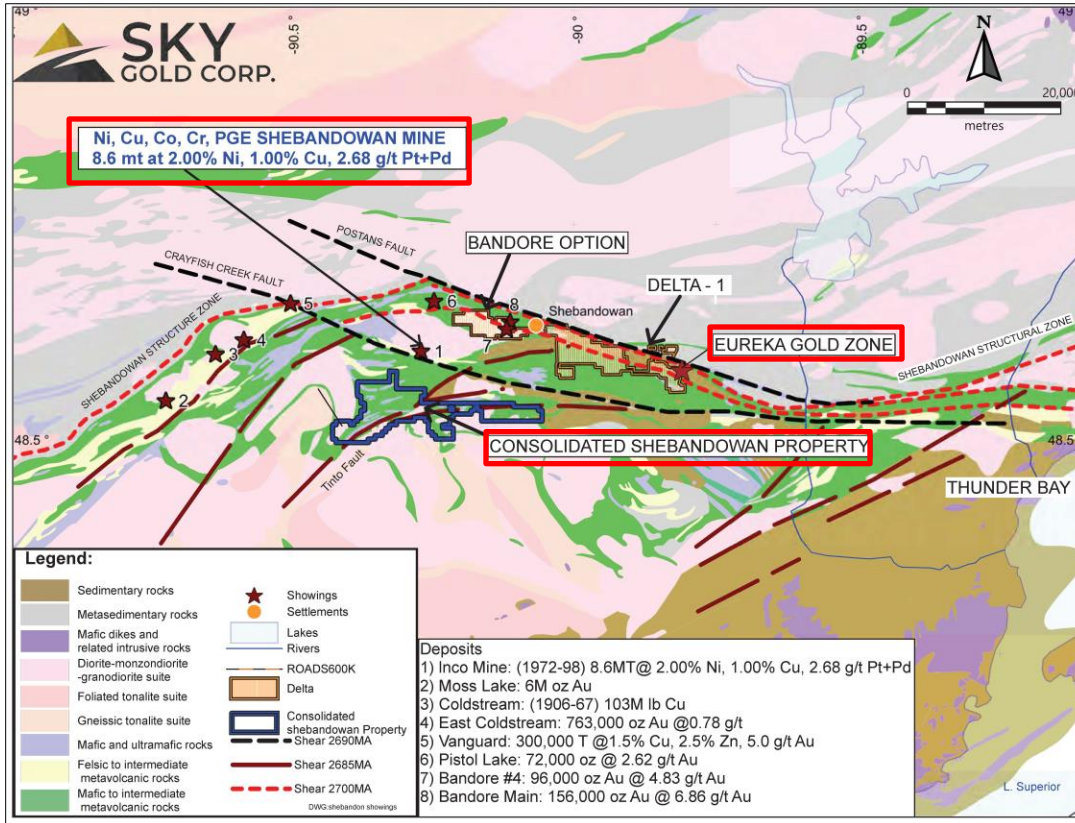 49°
-90.5°
-90°
-89.5°
49°
SKY
GOLD CORP.
0 20,000
metres
Ni, Cu, Co, Cr, PGE SHEBANDOWAN MINE
8.6 mt at 2.00% Ni, 1.00% Cu, 2.68 g/t Pt+Pd
POSTANS FAULT
BANDORE OPTION
CRAYFISH CREEK FAULT
DELTA - 1
SHEBANDOWAN STRUCTURE ZONE
5
6
8
Shebandowan
7
4
3
1
2
EUREKA GOLD ZONE
SHEBANDOWAN STRUCTURAL ZONE
48.5°
48.5°
CONSOLIDATED SHEBANDOWAN PROPERTY
Tinto Fault
THUNDER BAY
Legend:
Sedimentary rocks
Metasedimentary rocks
Mafic dikes and
related intrusive rocks
Diorite-monzondiorite
-granodiorite suite
Foliated tonalite suite
Gneissic tonalite suite
Mafic and ultramafic rocks
Felsic to intermediate
metavolcanic rocks
Mafic to intermediate
metavolcanic rocks
Showings
Settlements
Lakes
Rivers
ROADS600K
Delta
Consolidated
shebandowan Property
Shear 2690MA
Shear 2685MA
Shear 2700MA
DWG:shebandon showings
Deposits
1) Inco Mine: (1972-98) 8.6MT@ 2.00% Ni, 1.00% Cu, 2.68 g/t Pt+Pd
2) Moss Lake: 6M oz Au
3) Coldstream: (1906-67) 103M lb Cu
4) East Coldstream: 763,000 oz Au @0.78 g/t
5) Vanguard: 300,000 T @1.5% Cu, 2.5% Zn, 5.0 g/t Au
6) Pistol Lake: 72,000 oz @ 2.62 g/t Au
7) Bandore #4: 96,000 oz Au @ 4.83 g/t Au
8) Bandore Main: 156,000 oz Au @ 6.86 g/t Au
L. Superior